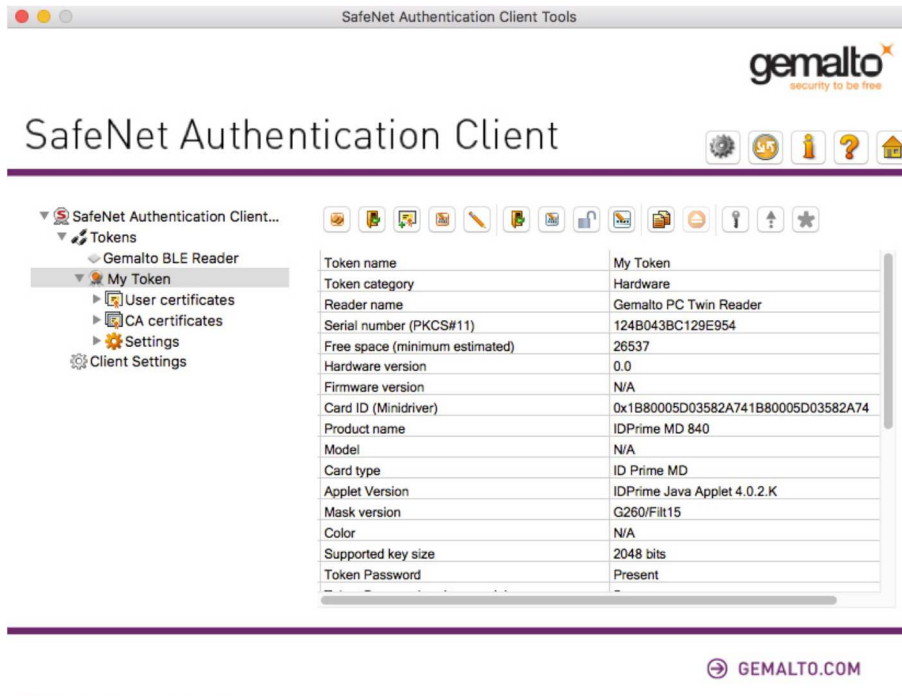 SafeNet Authentication Client Tools
gemalto
security to be free
SafeNet Authentication Client
SafeNet Authentication Client...
Tokens
Gemalto BLE Reader
My Token
User certificates
CA certificates
Settings
Client Settings
Token name My Token
Token category Hardware
Reader name Gemalto PC Twin Reader
Serial number (PKCS#11) 124B043BC129E954
Free space (minimum estimated) 26537
Hardware version 0.0
Firmware version N/A
Card ID (Minidriver) 0x1B80005D03582A741B80005D03582A74
Product name IDPrime MD 840
Model N/A
Card type ID Prime MD
Applet Version IDPrime Java Applet 4.0.2.K
Mask version G260/Filt15
Color N/A
Supported key size 2048 bits
Token Password Present
GEMALTO.COM